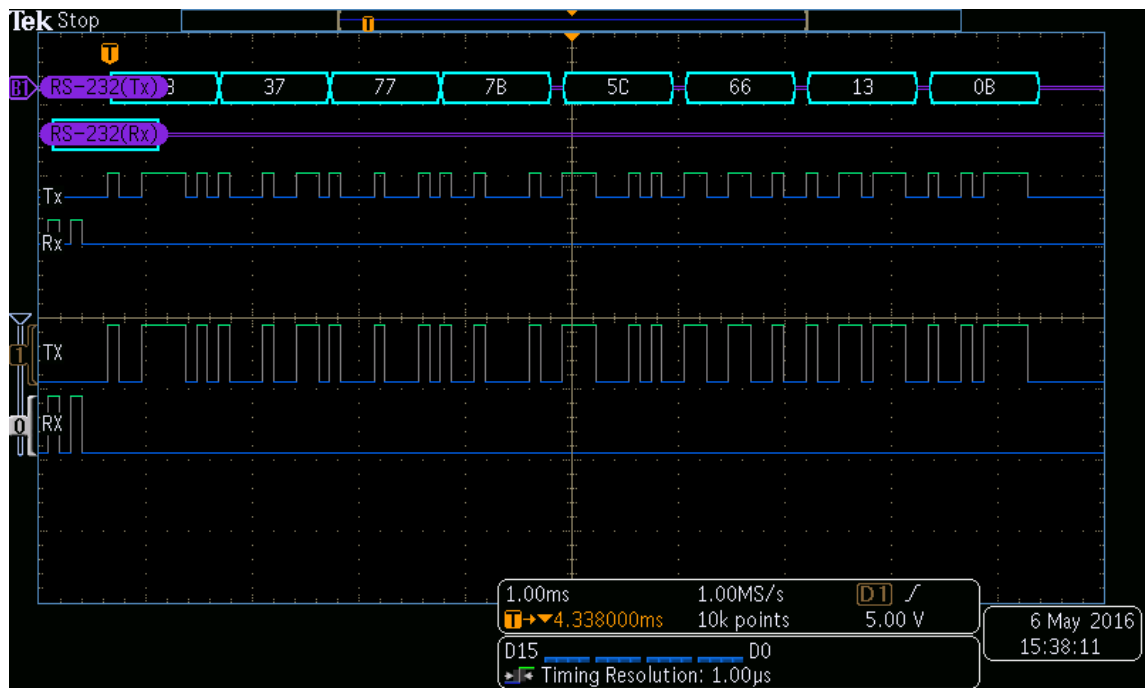 Tek Stop
T
T
B1 RS-232(Tx) 3 37 77 7B 5C 66 13 0B
RS-232(Rx)
Tx
Rx
1 TX
0 RX
1.00ms 1.00MS/s D1
T→▼4.338000ms 10k points 5.00 V
6 May 2016
15:38:11
D15 D0
Timing Resolution: 1.00µs